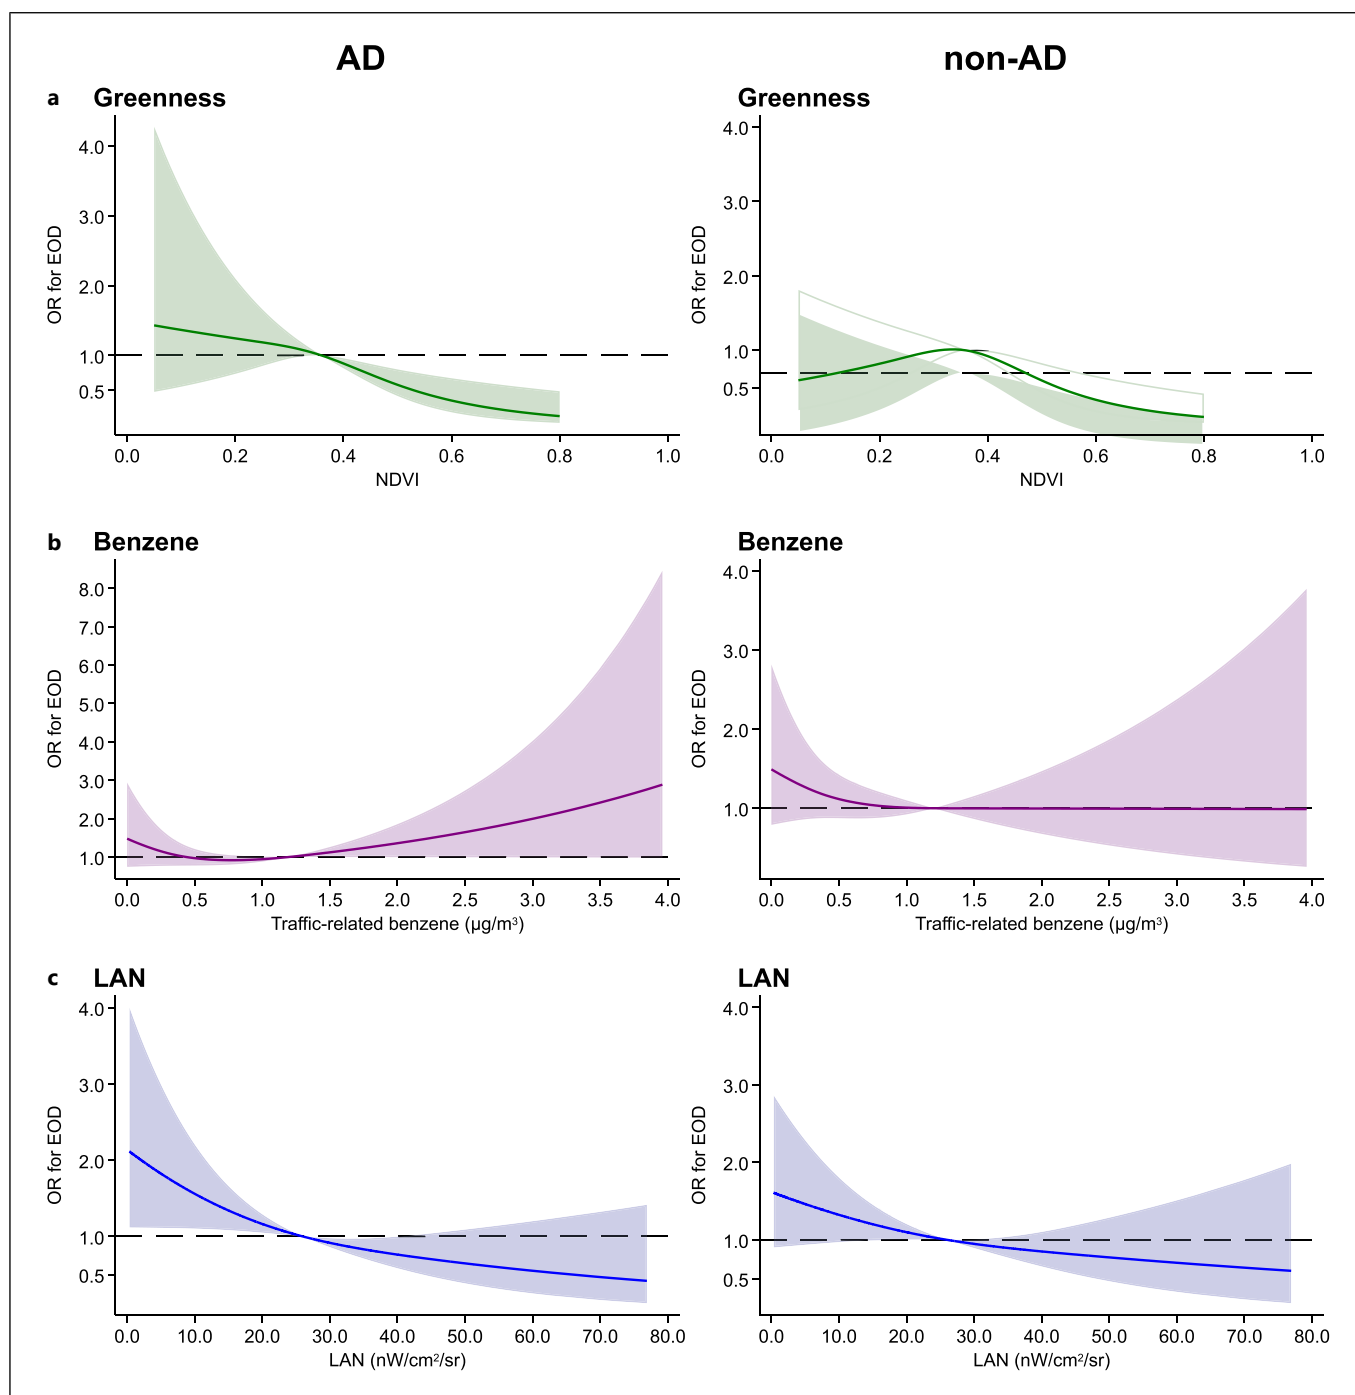 AD
non-AD
a Greenness
Greenness
OR for EOD
4.0
3.0
2.0
1.0
0.5
0.0 0.2 0.4 0.6 0.8 1.0
NDVI
OR for EOD
4.0
3.0
2.0
1.0
0.5
0.0 0.2 0.4 0.6 0.8 1.0
NDVI
b Benzene
Benzene
OR for EOD
8.0
7.0
6.0
5.0
4.0
3.0
2.0
1.0
0.0 0.5 1.0 1.5 2.0 2.5 3.0 3.5 4.0
Traffic-related benzene (µg/m³)
OR for EOD
4.0
3.0
2.0
1.0
0.0 0.5 1.0 1.5 2.0 2.5 3.0 3.5 4.0
Traffic-related benzene (µg/m³)
c LAN
LAN
OR for EOD
4.0
3.0
2.0
1.0
0.5
0.0 10.0 20.0 30.0 40.0 50.0 60.0 70.0 80.0
LAN (nW/cm²/sr)
OR for EOD
4.0
3.0
2.0
1.0
0.5
0.0 10.0 20.0 30.0 40.0 50.0 60.0 70.0 80.0
LAN (nW/cm²/sr)